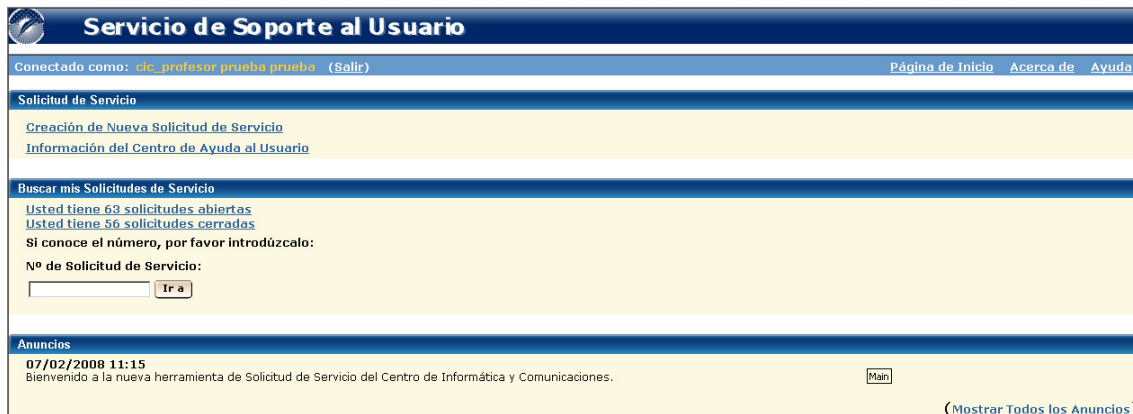 Servicio de Soporte al Usuario
Conectado como: cic_profesor prueba prueba (Salir) Página de Inicio Acerca de Ayuda
Solicitud de Servicio
Creación de Nueva Solicitud de Servicio
Información del Centro de Ayuda al Usuario
Buscar mis Solicitudes de Servicio
Usted tiene 63 solicitudes abiertas
Usted tiene 56 solicitudes cerradas
Si conoce el número, por favor introdúzcalo:
Nº de Solicitud de Servicio:
Ir a
Anuncios
07/02/2008 11:15
Bienvenido a la nueva herramienta de Solicitud de Servicio del Centro de Informática y Comunicaciones. Main
(Mostrar Todos los Anuncios)